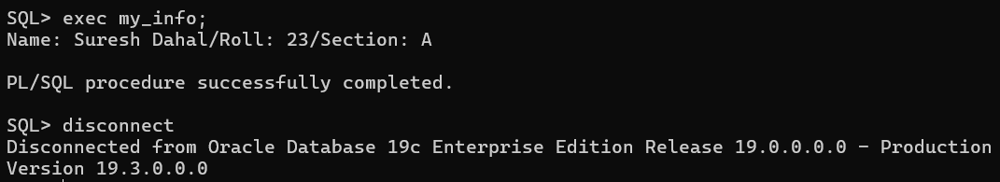 SQL> exec my_info;
Name: Suresh Dahal/Roll: 23/Section: A
PL/SQL procedure successfully completed.
SQL> disconnect
Disconnected from Oracle Database 19c Enterprise Edition Release 19.0.0.0.0 - Production
Version 19.3.0.0.0